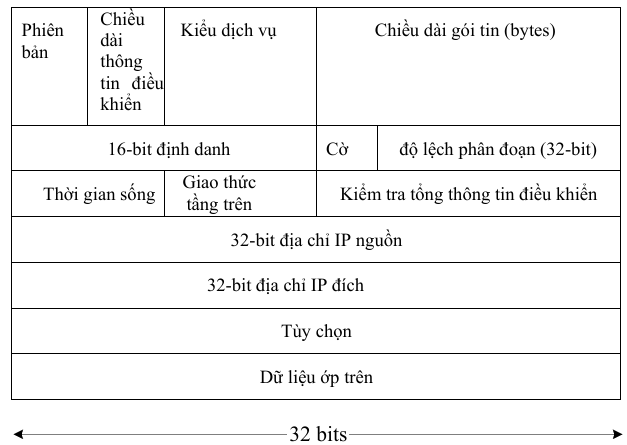 Phiên
bản
Chiều
dài
thông
tin điều
khiển
Kiểu dịch vụ
Chiều dài gói tin (bytes)
16-bit định danh
Cờ
độ lệch phân đoạn (32-bit)
Thời gian sống
Giao thức
tầng trên
Kiểm tra tổng thông tin điều khiển
32-bit địa chỉ IP nguồn
32-bit địa chỉ IP đích
Tùy chọn
Dữ liệu ớp trên
32 bits